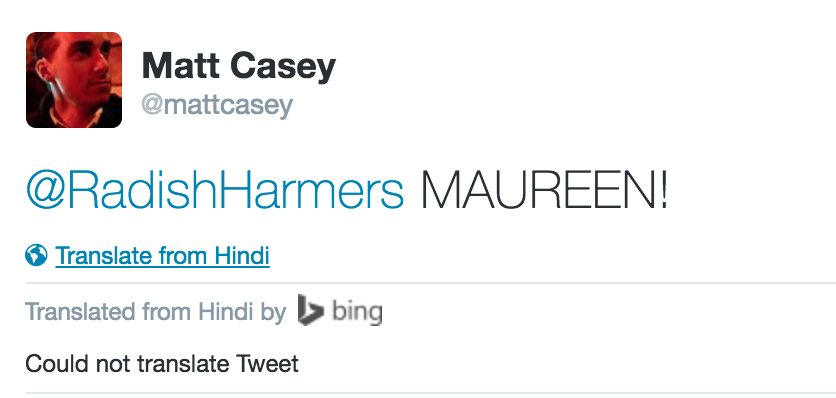 Matt Casey
@mattcasey
@RadishHarmers MAUREEN!
Translate from Hindi
Translated from Hindi by bing
Could not translate Tweet